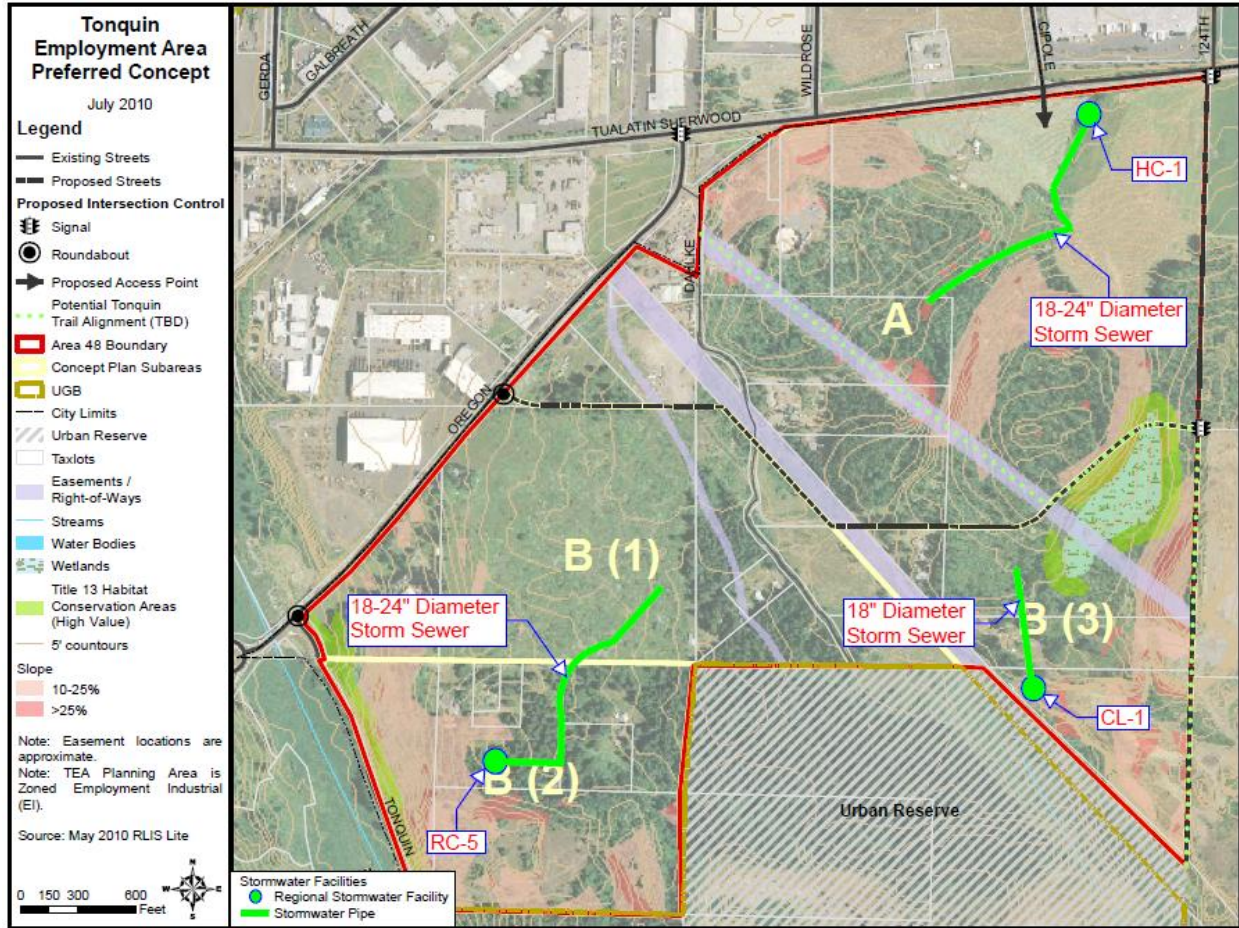 Tonquin
Employment Area
Preferred Concept
July 2010
Legend
Existing Streets
Proposed Streets
Proposed Intersection Control
Signal
Roundabout
Proposed Access Point
Potential Tonquin
Trail Alignment (TBD)
Area 48 Boundary
Concept Plan Subareas
UGB
City Limits
Urban Reserve
Taxlots
Easements /
Right-of-Ways
Streams
Water Bodies
Wetlands
Title 13 Habitat
Conservation Areas
(High Value)
5' countours
Slope
10-25%
>25%
Note: Easement locations are
approximate.
Note: TEA Planning Area is
Zoned Employment Industrial
(EI).
Source: May 2010 RLIS Lite
N
W E
S
0 150 300 600
Feet
GERDA
GALBREATH
WILDROSE
CIPOLE
124TH
TUALATIN SHERWOOD
HC-1
DAHLKE
18-24" Diameter
Storm Sewer
A
OREGON
B (1)
18-24" Diameter
Storm Sewer
18" Diameter
Storm Sewer
B (3)
CL-1
B (2)
RC-5
TONQUIN
Urban Reserve
Stormwater Facilities
Regional Stormwater Facility
Stormwater Pipe